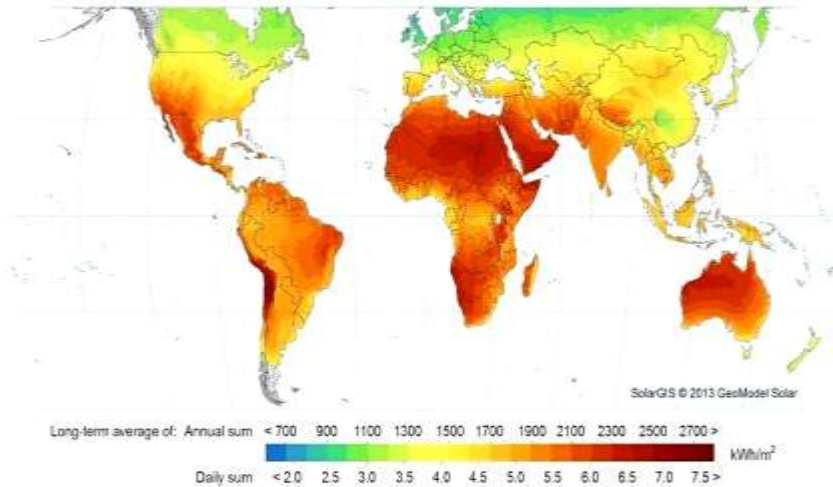 SolarGIS © 2013 GeoModel Solar
Long-term average of: Annual sum < 700 900 1100 1300 1500 1700 1900 2100 2300 2500 2700 >
kWh/m²
Daily sum < 2.0 2.5 3.0 3.5 4.0 4.5 5.0 5.5 6.0 6.5 7.0 7.5 >